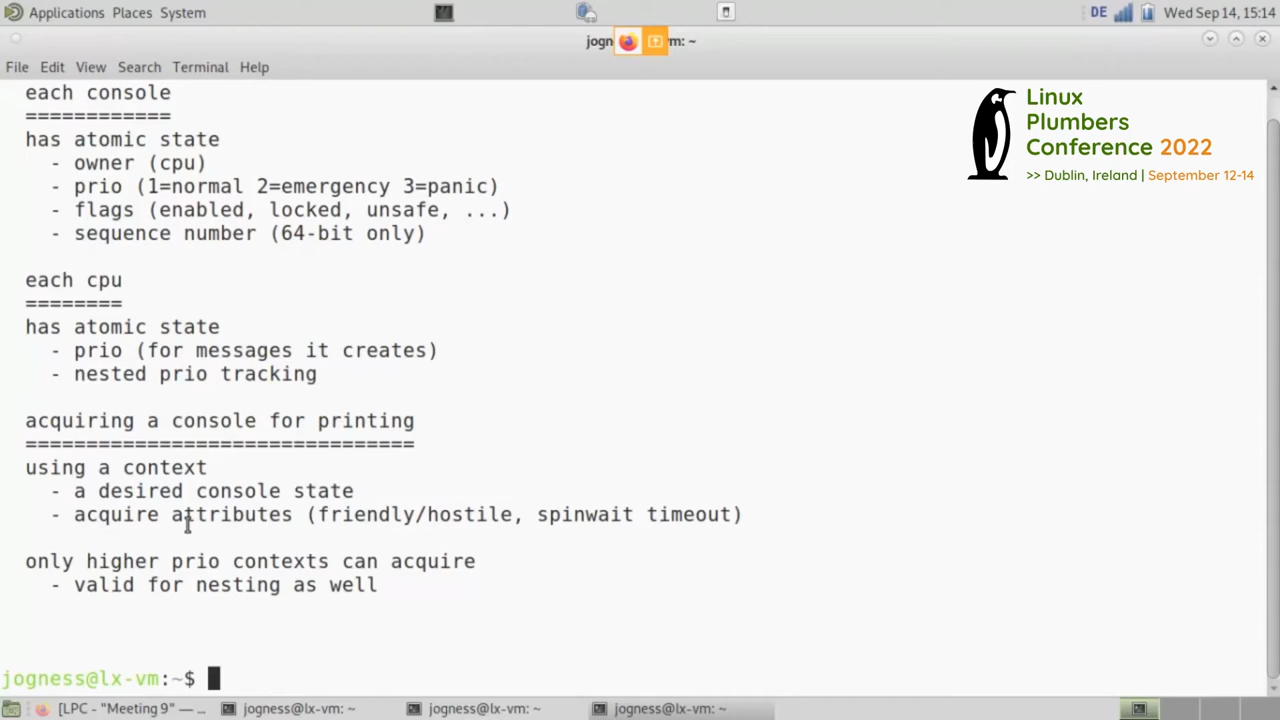 Applications Places System
DE Wed Sep 14, 15:14
jogn vm: ~
File Edit View Search Terminal Help
each console
============
has atomic state
- owner (cpu)
- prio (1=normal 2=emergency 3=panic)
- flags (enabled, locked, unsafe, ...)
- sequence number (64-bit only)
each cpu
========
has atomic state
- prio (for messages it creates)
- nested prio tracking
acquiring a console for printing
================================
using a context
- a desired console state
- acquire attributes (friendly/hostile, spinwait timeout)
only higher prio contexts can acquire
- valid for nesting as well
jogness@lx-vm:~$
Linux
Plumbers
Conference 2022
>> Dublin, Ireland | September 12-14
[LPC - "Meeting 9" — ... jogness@lx-vm: ~ jogness@lx-vm: ~ jogness@lx-vm: ~